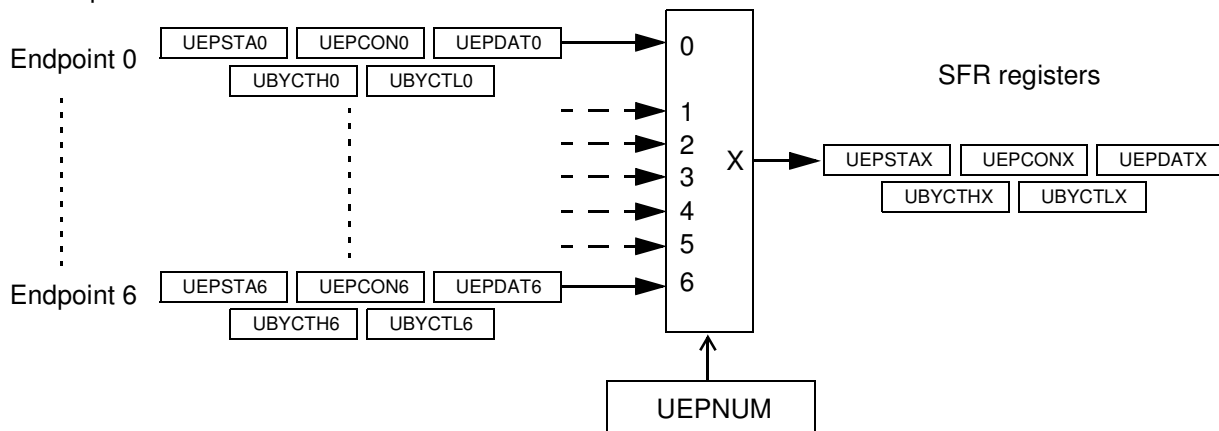 UEPSTA0 UEPCON0 UEPDAT0
Endpoint 0
UBYCTH0 UBYCTL0
0
SFR registers
1
2
3
X
UEPSTAX UEPCONX UEPDATX
4
UBYCTHX UBYCTLX
5
Endpoint 6
UEPSTA6 UEPCON6 UEPDAT6
6
UBYCTH6 UBYCTL6
UEPNUM